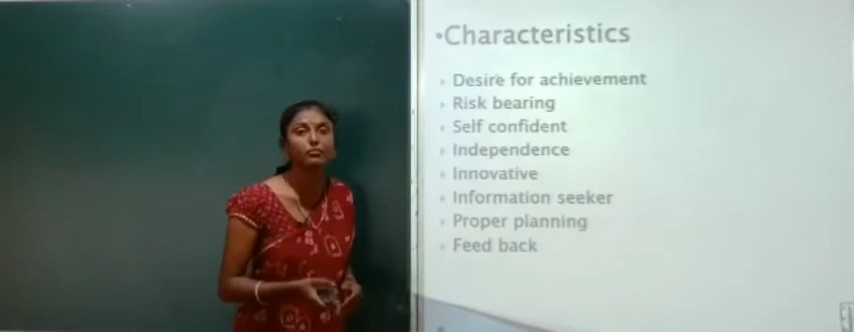 •Characteristics
Desire for achievement
Risk bearing
Self confident
Independence
Innovative
Information seeker
Proper planning
Feed back